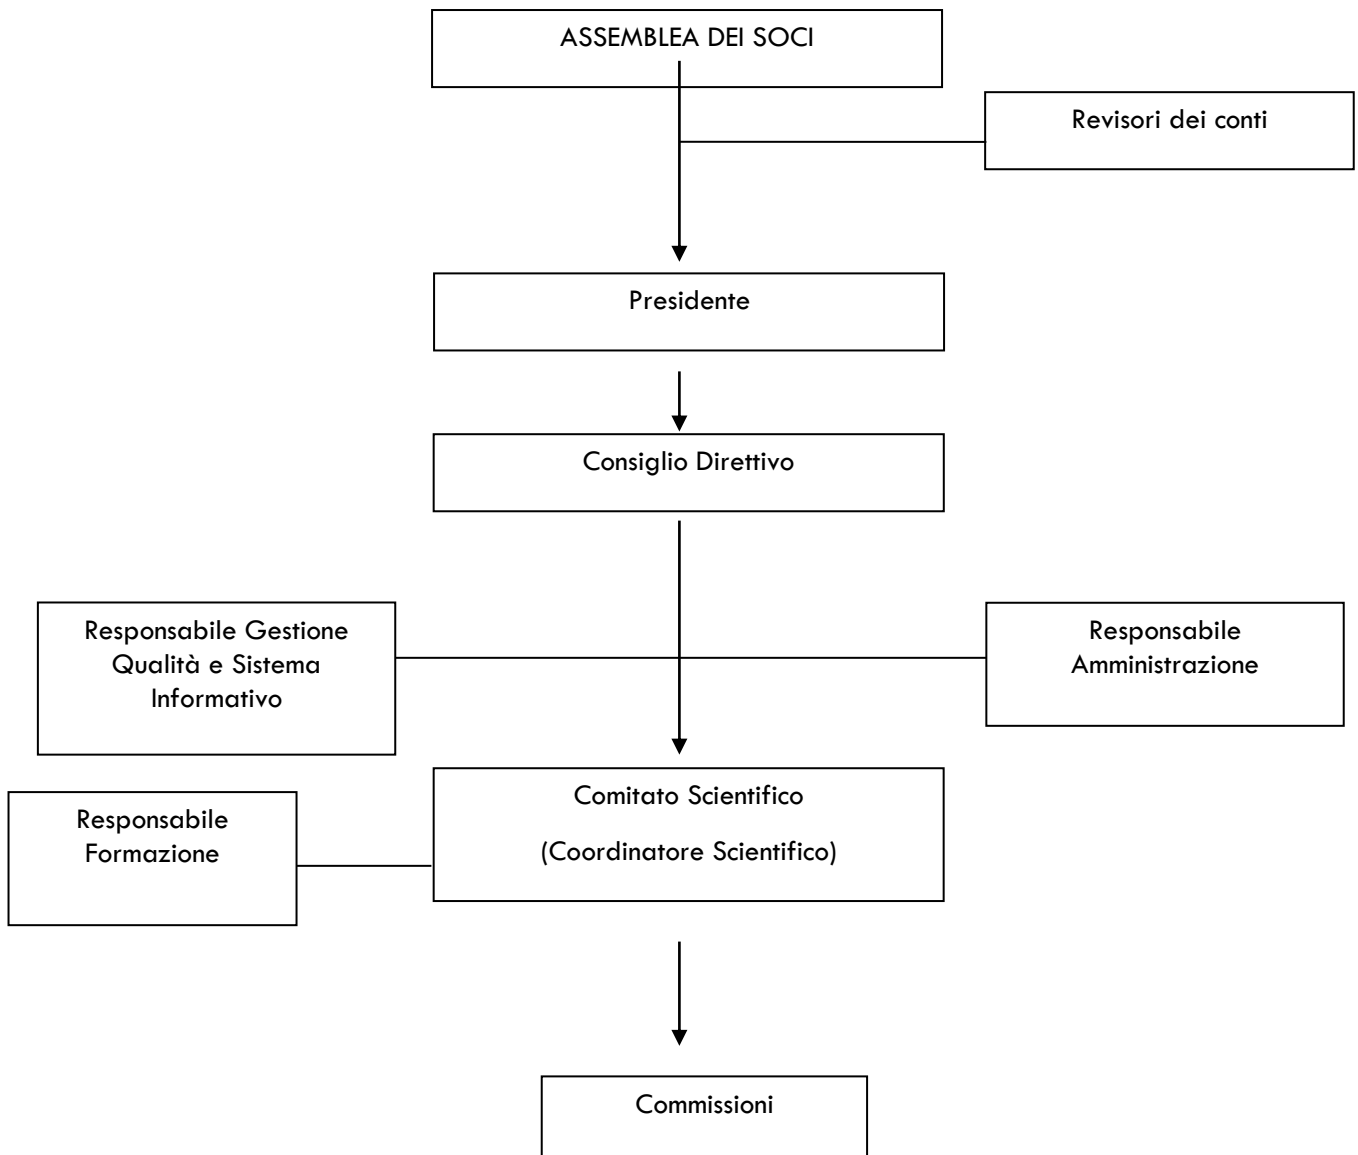 ASSEMBLEA DEI SOCI
Revisori dei conti
Presidente
Consiglio Direttivo
Responsabile Gestione
Qualità e Sistema
Informativo
Responsabile
Amministrazione
Comitato Scientifico
(Coordinatore Scientifico)
Responsabile
Formazione
Commissioni